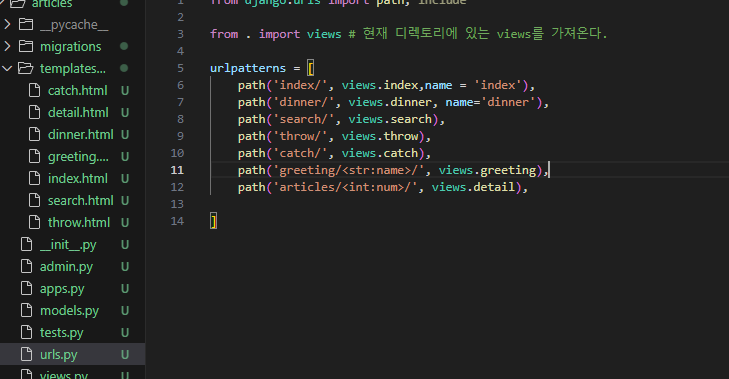 articles
__pycache__
migrations
templates...
catch.html
detail.html
dinner.html
greeting....
index.html
search.html
throw.html
__init__.py
admin.py
apps.py
models.py
tests.py
urls.py
views.py
U
U
U
U
U
U
U
U
U
U
U
U
U
U
1 from django.urls import path, include
2
3 from . import views # 현재 디렉토리에 있는 views를 가져온다.
4
5 urlpatterns = [
6 path('index/', views.index,name = 'index'),
7 path('dinner/', views.dinner, name='dinner'),
8 path('search/', views.search),
9 path('throw/', views.throw),
10 path('catch/', views.catch),
11 path('greeting/<str:name>/', views.greeting),
12 path('articles/<int:num>/', views.detail),
13
14 ]